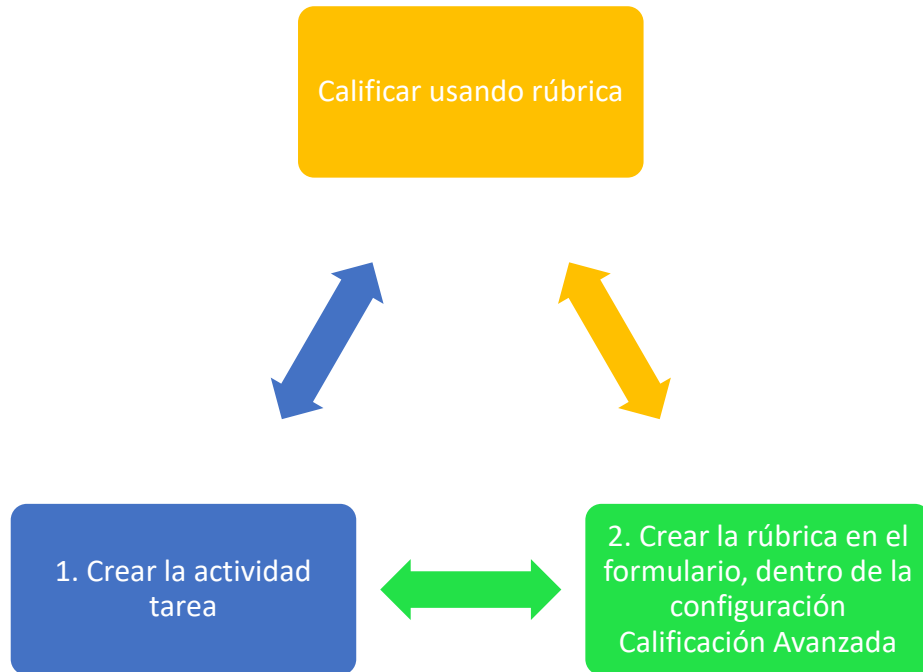 Calificar usando rúbrica
1. Crear la actividad
tarea
2. Crear la rúbrica en el
formulario, dentro de la
configuración
Calificación Avanzada